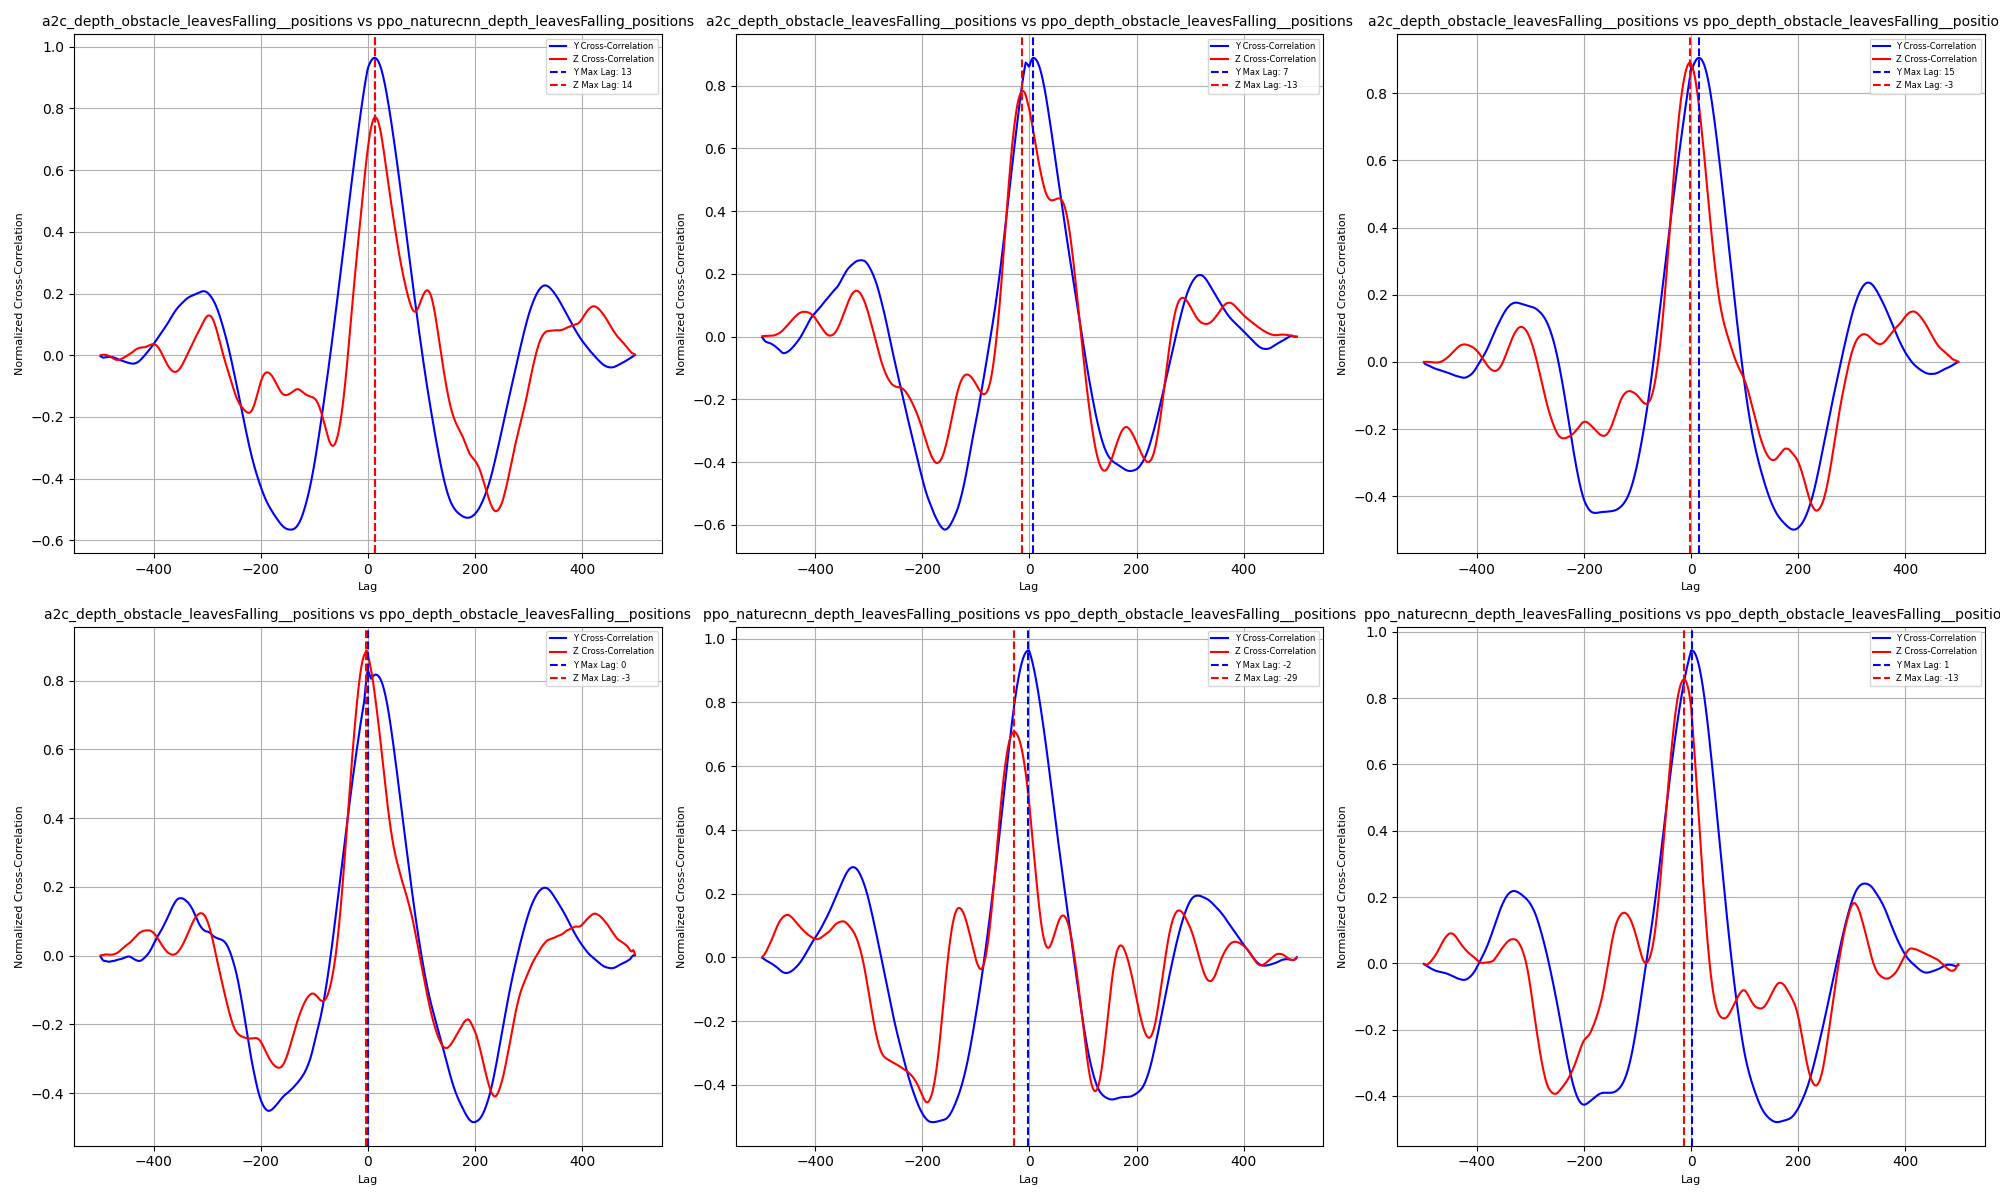 a2c_depth_obstacle_leavesFalling__positions vs ppo_naturecnn_depth_leavesFalling_positions
Normalized Cross-Correlation
1.0
0.8
0.6
0.4
0.2
0.0
−0.2
−0.4
−0.6
Y Cross-Correlation
Z Cross-Correlation
Y Max Lag: 13
Z Max Lag: 14
−400 −200 0 200 400
Lag
a2c_depth_obstacle_leavesFalling__positions vs ppo_depth_obstacle_leavesFalling__positions
Normalized Cross-Correlation
0.8
0.6
0.4
0.2
0.0
−0.2
−0.4
−0.6
Y Cross-Correlation
Z Cross-Correlation
Y Max Lag: 7
Z Max Lag: -13
−400 −200 0 200 400
Lag
a2c_depth_obstacle_leavesFalling__positions vs ppo_depth_obstacle_leavesFalling__positio
Normalized Cross-Correlation
0.8
0.6
0.4
0.2
0.0
−0.2
−0.4
Y Cross-Correlation
Z Cross-Correlation
Y Max Lag: 15
Z Max Lag: -3
−400 −200 0 200 400
Lag
a2c_depth_obstacle_leavesFalling__positions vs ppo_depth_obstacle_leavesFalling__positions
Normalized Cross-Correlation
0.8
0.6
0.4
0.2
0.0
−0.2
−0.4
Y Cross-Correlation
Z Cross-Correlation
Y Max Lag: 0
Z Max Lag: -3
−400 −200 0 200 400
Lag
ppo_naturecnn_depth_leavesFalling_positions vs ppo_depth_obstacle_leavesFalling__positions
Normalized Cross-Correlation
1.0
0.8
0.6
0.4
0.2
0.0
−0.2
−0.4
Y Cross-Correlation
Z Cross-Correlation
Y Max Lag: -2
Z Max Lag: -29
−400 −200 0 200 400
Lag
ppo_naturecnn_depth_leavesFalling_positions vs ppo_depth_obstacle_leavesFalling__positio
Normalized Cross-Correlation
1.0
0.8
0.6
0.4
0.2
0.0
−0.2
−0.4
Y Cross-Correlation
Z Cross-Correlation
Y Max Lag: 1
Z Max Lag: -13
−400 −200 0 200 400
Lag